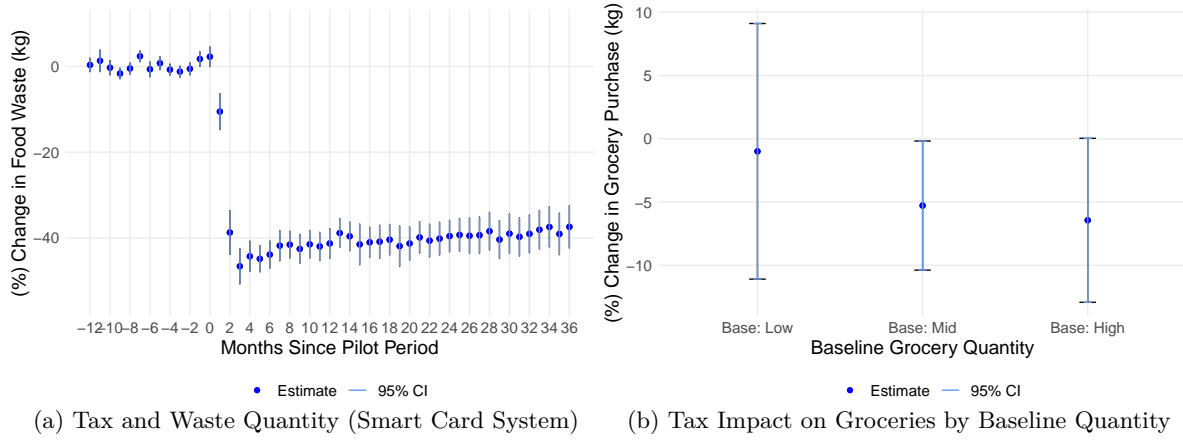 (%) Change in Food Waste (kg)
0
−20
−40
−12 −10 −8 −6 −4 −2 0 2 4 6 8 10 12 14 16 18 20 22 24 26 28 30 32 34 36
Months Since Pilot Period
Estimate 95% CI
(a) Tax and Waste Quantity (Smart Card System)
(%) Change in Grocery Purchase (kg)
10
5
0
−5
−10
Base: Low Base: Mid Base: High
Baseline Grocery Quantity
Estimate 95% CI
(b) Tax Impact on Groceries by Baseline Quantity